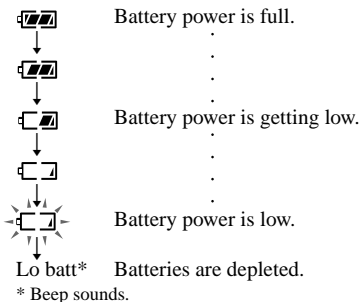 Battery power is full.
Battery power is getting low.
Battery power is low.
Lo batt* Batteries are depleted.
* Beep sounds.